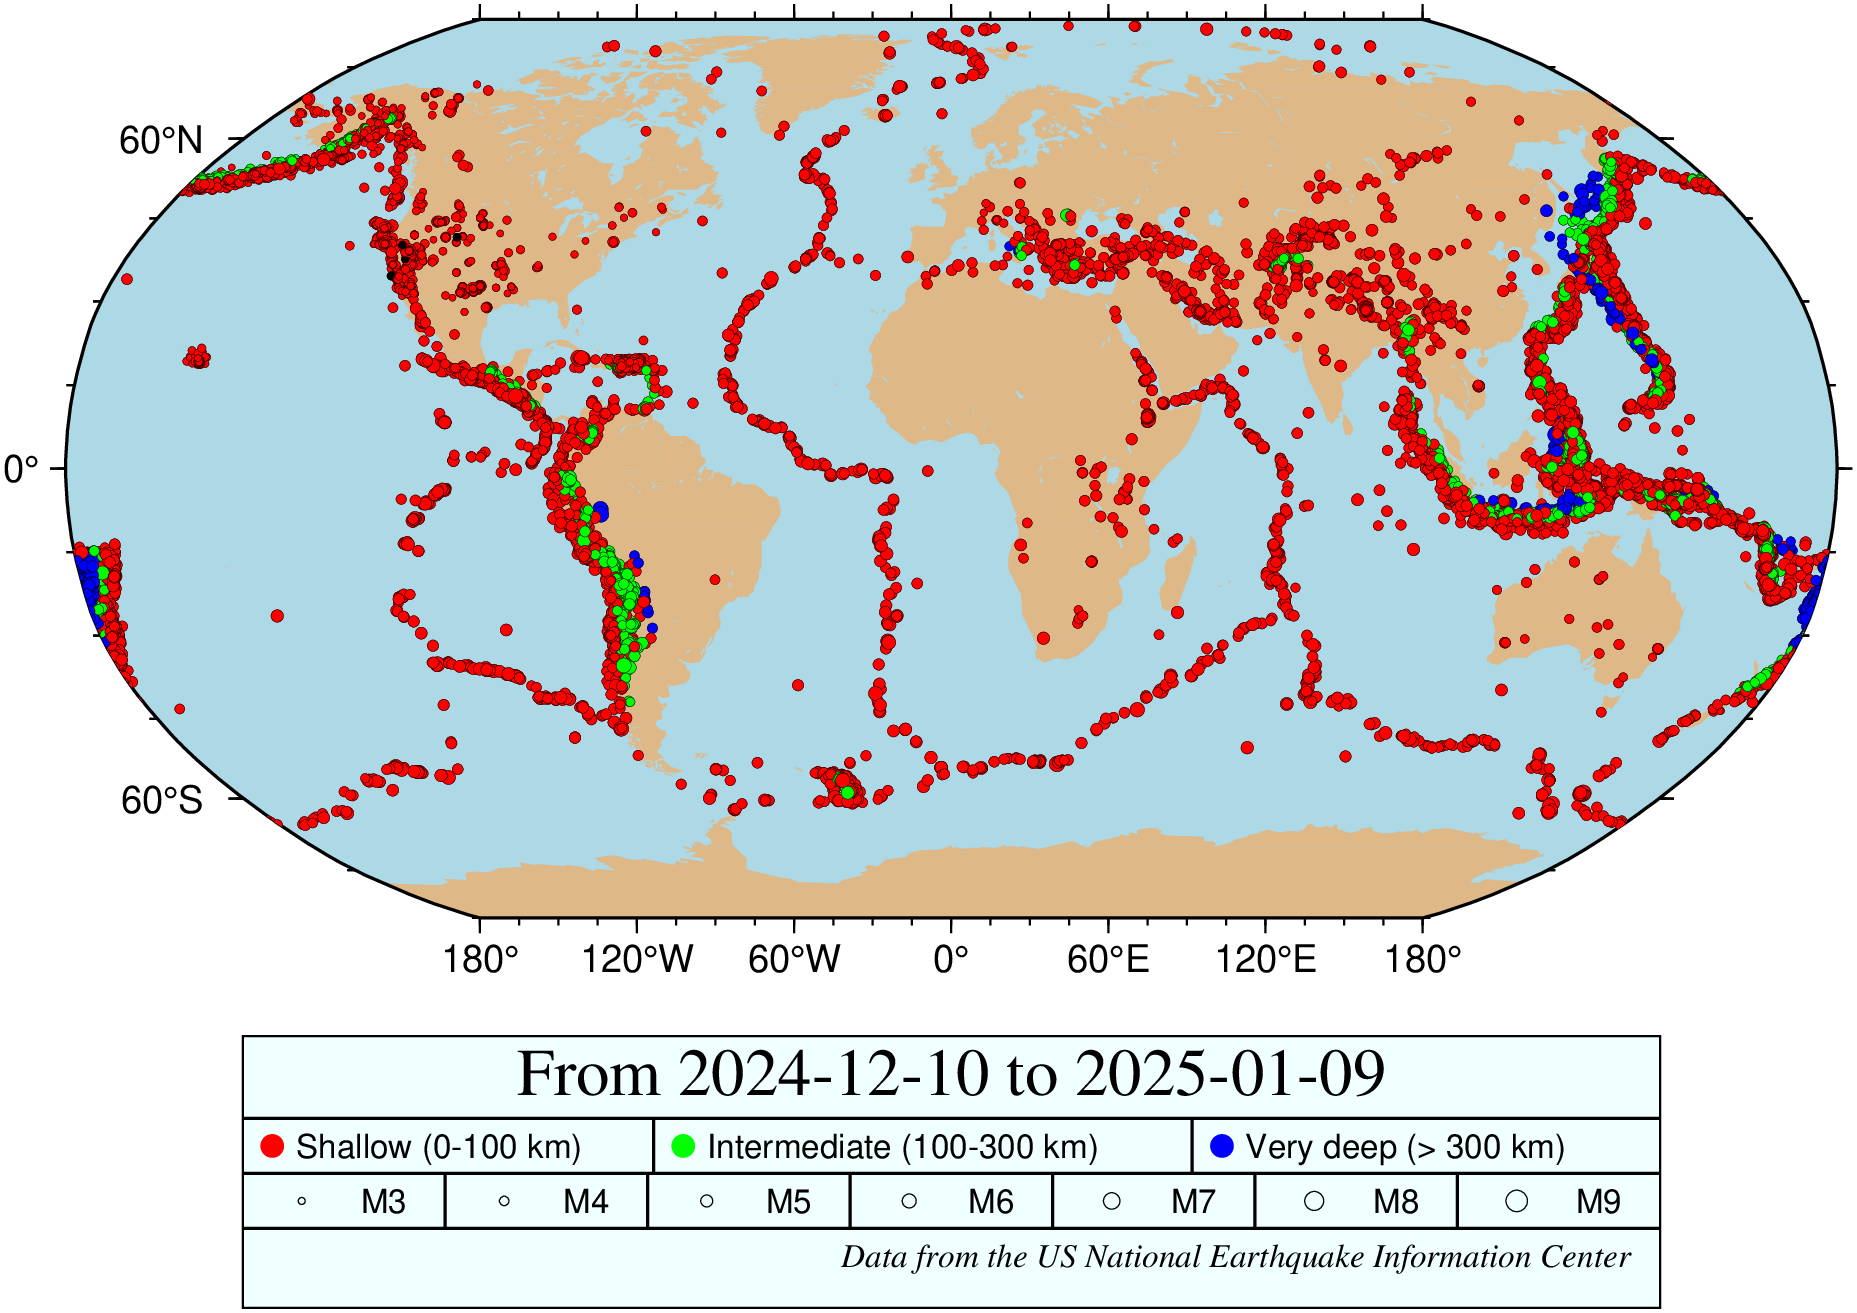 60°N
0°
60°S
180° 120°W 60°W 0° 60°E 120°E 180°
From 2024-12-10 to 2025-01-09
Shallow (0-100 km) Intermediate (100-300 km) Very deep (> 300 km)
M3 M4 M5 M6 M7 M8 M9
Data from the US National Earthquake Information Center